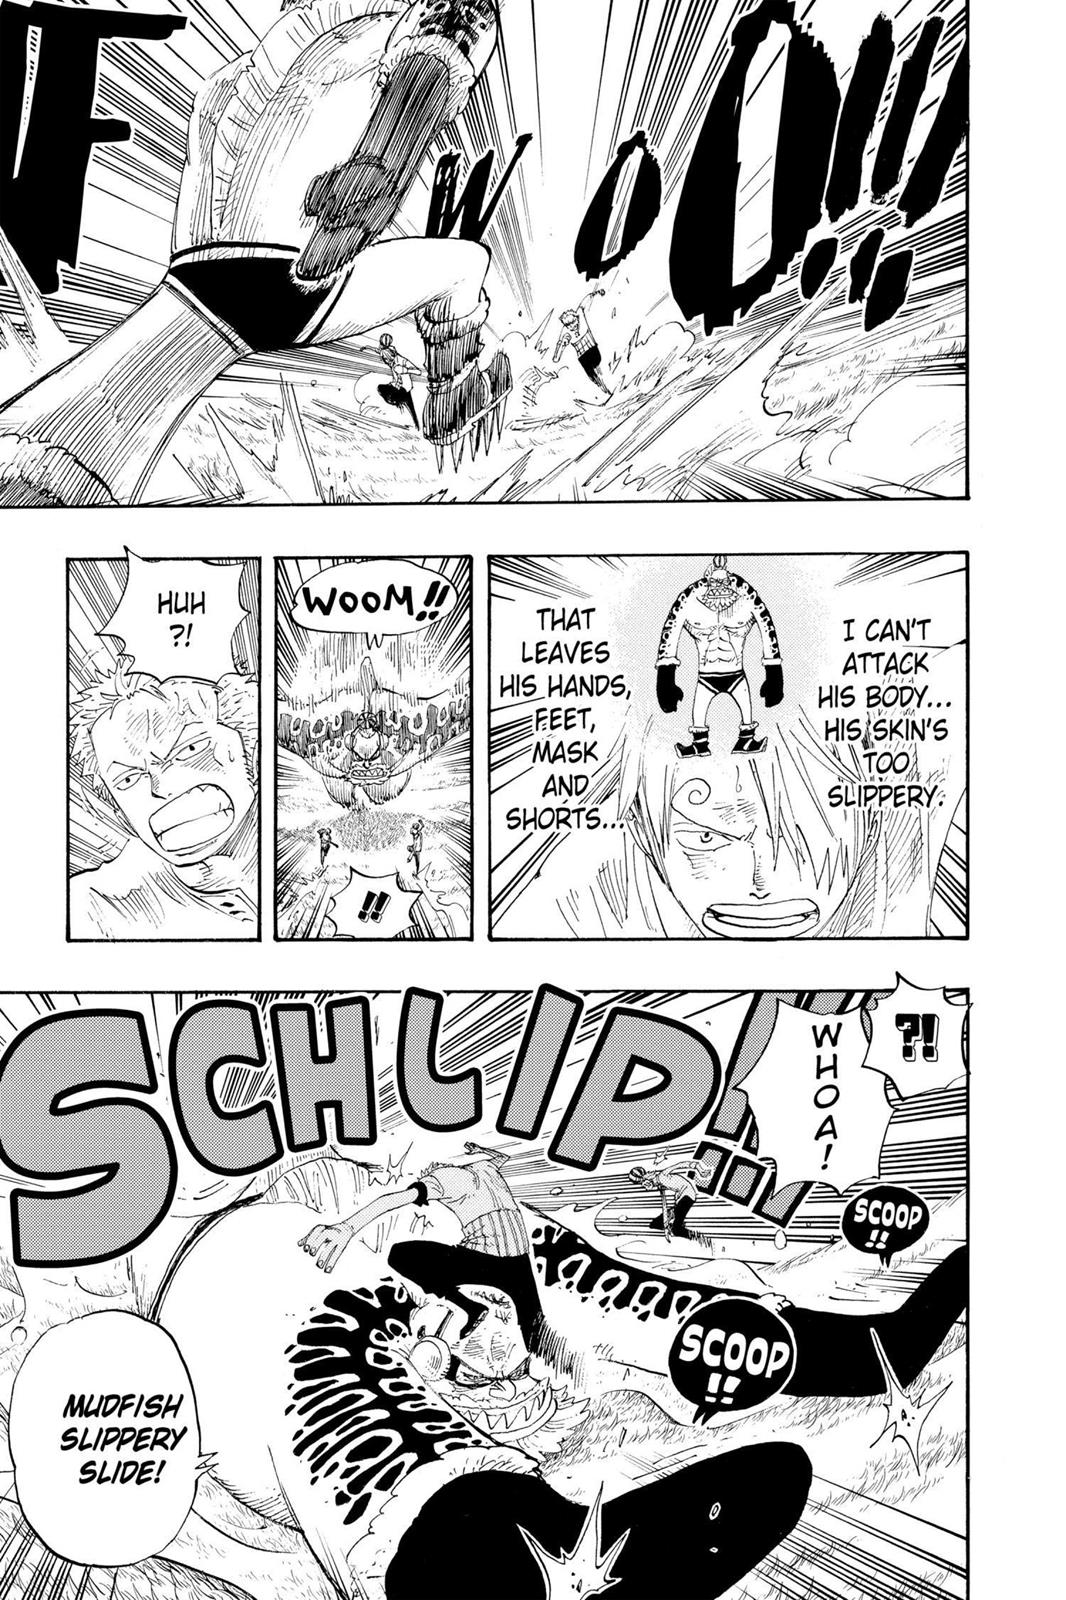 FWOO!!!
I CAN'T
ATTACK
HIS BODY...
HIS SKIN'S
TOO
SLIPPERY.
THAT
LEAVES
HIS HANDS,
FEET,
MASK
AND
SHORTS...
WOOM!!
!!
HUH
?!
?!
WHOA!
SCHLIP!!
SCOOP
!!
SCOOP
!!
MUDFISH
SLIPPERY
SLIDE!